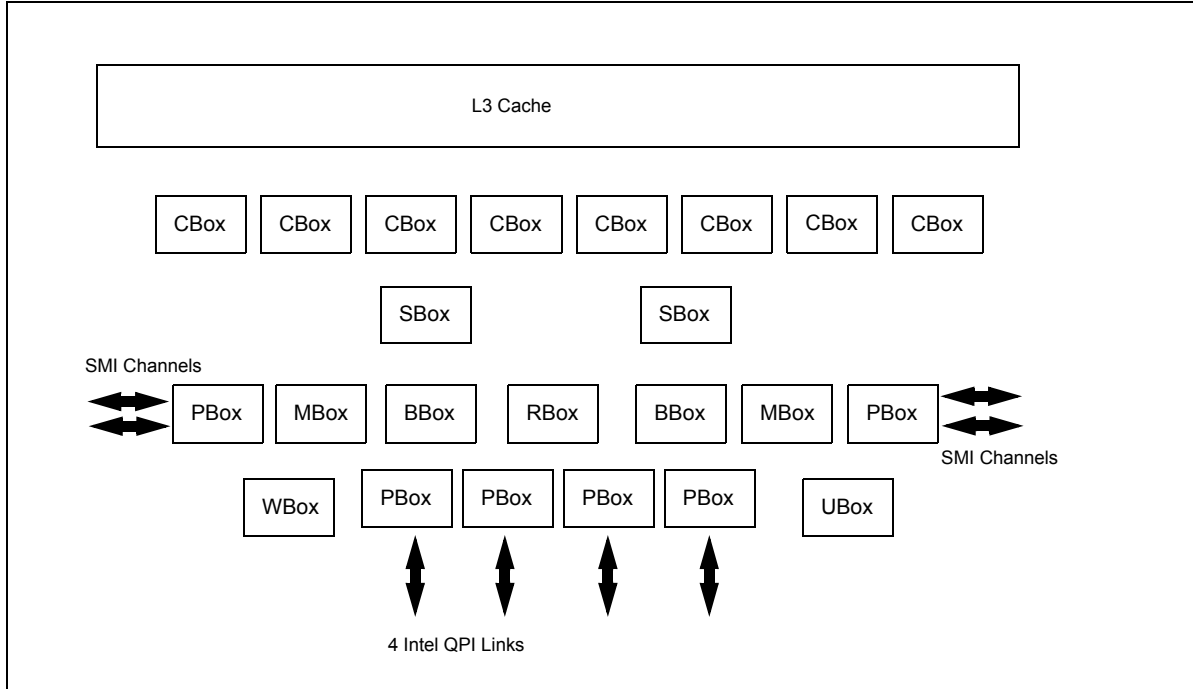 L3 Cache
CBox CBox CBox CBox CBox CBox CBox CBox
SBox SBox
SMI Channels
PBox MBox BBox RBox BBox MBox PBox
SMI Channels
WBox PBox PBox PBox PBox UBox
4 Intel QPI Links